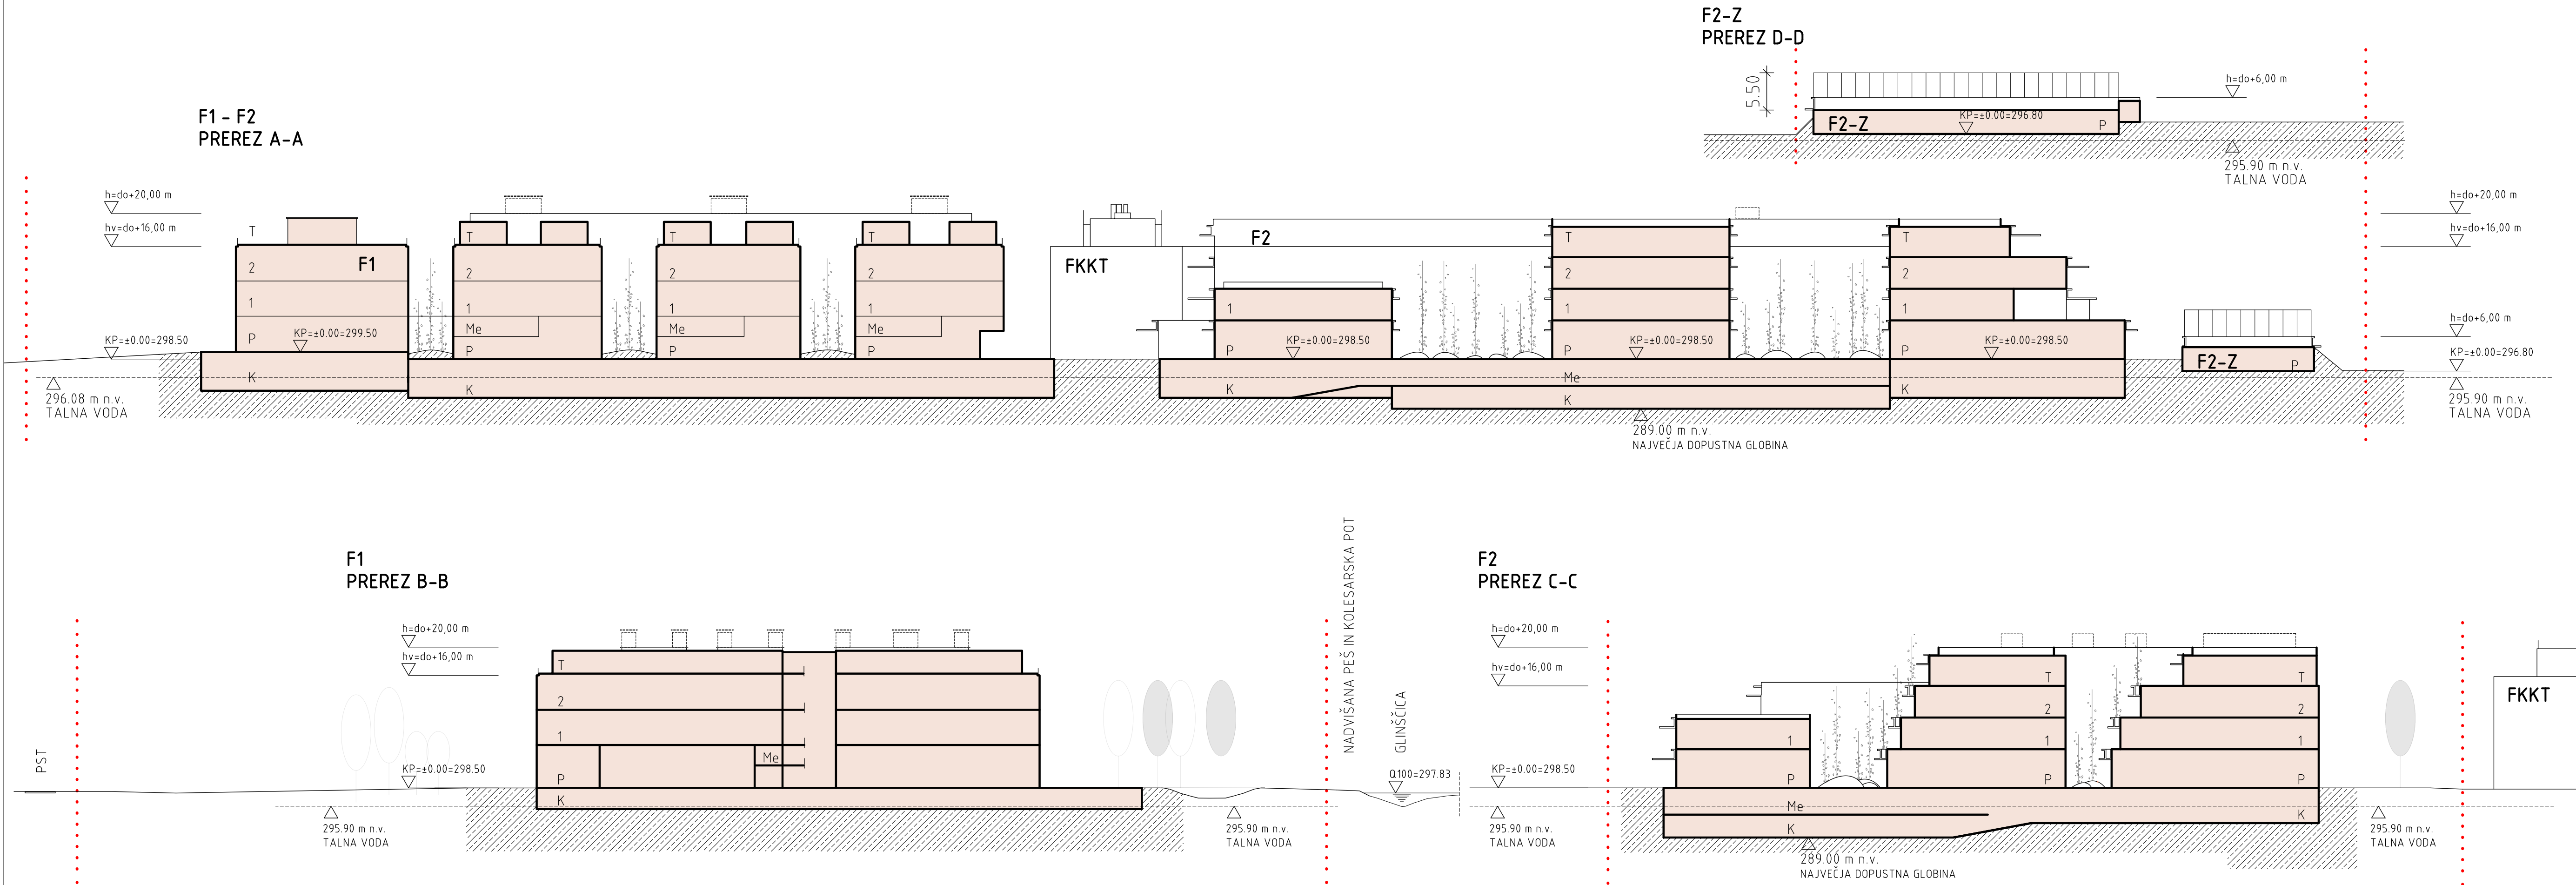 F2-Z
PREREZ D-D
5.50
h=do+6,00 m
F2-Z
KP=±0.00=296.80
P
295.90 m n.v.
TALNA VODA
F1 - F2
PREREZ A-A
h=do+20,00 m
hv=do+16,00 m
KP=±0.00=298.50
296.08 m n.v.
TALNA VODA
T
2
F1
1
P
KP=±0.00=299.50
K
T
2
1
Me
P
K
T
2
1
Me
P
T
2
1
Me
P
FKKT
F2
1
P
KP=±0.00=298.50
K
T
2
1
P
KP=±0.00=298.50
Me
K
289.00 m n.v.
NAJVEČJA DOPUSTNA GLOBINA
T
2
1
P
KP=±0.00=298.50
K
F2-Z
P
h=do+20,00 m
hv=do+16,00 m
h=do+6,00 m
KP=±0.00=296.80
295.90 m n.v.
TALNA VODA
F1
PREREZ B-B
h=do+20,00 m
hv=do+16,00 m
KP=±0.00=298.50
PST
295.90 m n.v.
TALNA VODA
T
2
1
Me
P
K
295.90 m n.v.
TALNA VODA
NADVIŠANA PEŠ IN KOLESARSKA POT
GLINŠČICA
Q100=297.83
F2
PREREZ C-C
h=do+20,00 m
hv=do+16,00 m
KP=±0.00=298.50
295.90 m n.v.
TALNA VODA
1
P
Me
K
289.00 m n.v.
NAJVEČJA DOPUSTNA GLOBINA
T
2
1
P
T
2
1
P
K
295.90 m n.v.
TALNA VODA
FKKT